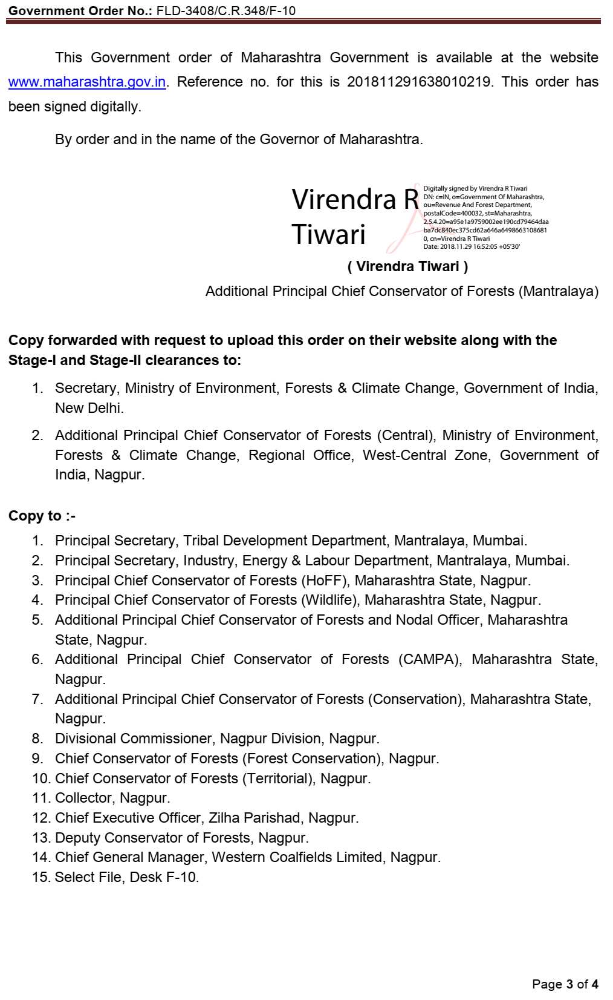 Government Order No.: FLD-3408/C.R.348/F-10
This Government order of Maharashtra Government is available at the website
www.maharashtra.gov.in. Reference no. for this is 201811291638010219. This order has
been signed digitally.
By order and in the name of the Governor of Maharashtra.
Virendra R
Tiwari
Digitally signed by Virendra R Tiwari
DN: c=IN, o=Government Of Maharashtra,
ou=Revenue And Forest Department,
postalCode=400032, st=Maharashtra,
2.5.4.20=a95e1a9759002ee190cd79464daa
ba7dc840ec375cd62a646a6498663108681
0, cn=Virendra R Tiwari
Date: 2018.11.29 16:52:05 +05'30'
( Virendra Tiwari )
Additional Principal Chief Conservator of Forests (Mantralaya)
Copy forwarded with request to upload this order on their website along with the
Stage-I and Stage-II clearances to:
1. Secretary, Ministry of Environment, Forests & Climate Change, Government of India,
New Delhi.
2. Additional Principal Chief Conservator of Forests (Central), Ministry of Environment,
Forests & Climate Change, Regional Office, West-Central Zone, Government of
India, Nagpur.
Copy to :-
1. Principal Secretary, Tribal Development Department, Mantralaya, Mumbai.
2. Principal Secretary, Industry, Energy & Labour Department, Mantralaya, Mumbai.
3. Principal Chief Conservator of Forests (HoFF), Maharashtra State, Nagpur.
4. Principal Chief Conservator of Forests (Wildlife), Maharashtra State, Nagpur.
5. Additional Principal Chief Conservator of Forests and Nodal Officer, Maharashtra
State, Nagpur.
6. Additional Principal Chief Conservator of Forests (CAMPA), Maharashtra State,
Nagpur.
7. Additional Principal Chief Conservator of Forests (Conservation), Maharashtra State,
Nagpur.
8. Divisional Commissioner, Nagpur Division, Nagpur.
9. Chief Conservator of Forests (Forest Conservation), Nagpur.
10. Chief Conservator of Forests (Territorial), Nagpur.
11. Collector, Nagpur.
12. Chief Executive Officer, Zilha Parishad, Nagpur.
13. Deputy Conservator of Forests, Nagpur.
14. Chief General Manager, Western Coalfields Limited, Nagpur.
15. Select File, Desk F-10.
Page 3 of 4